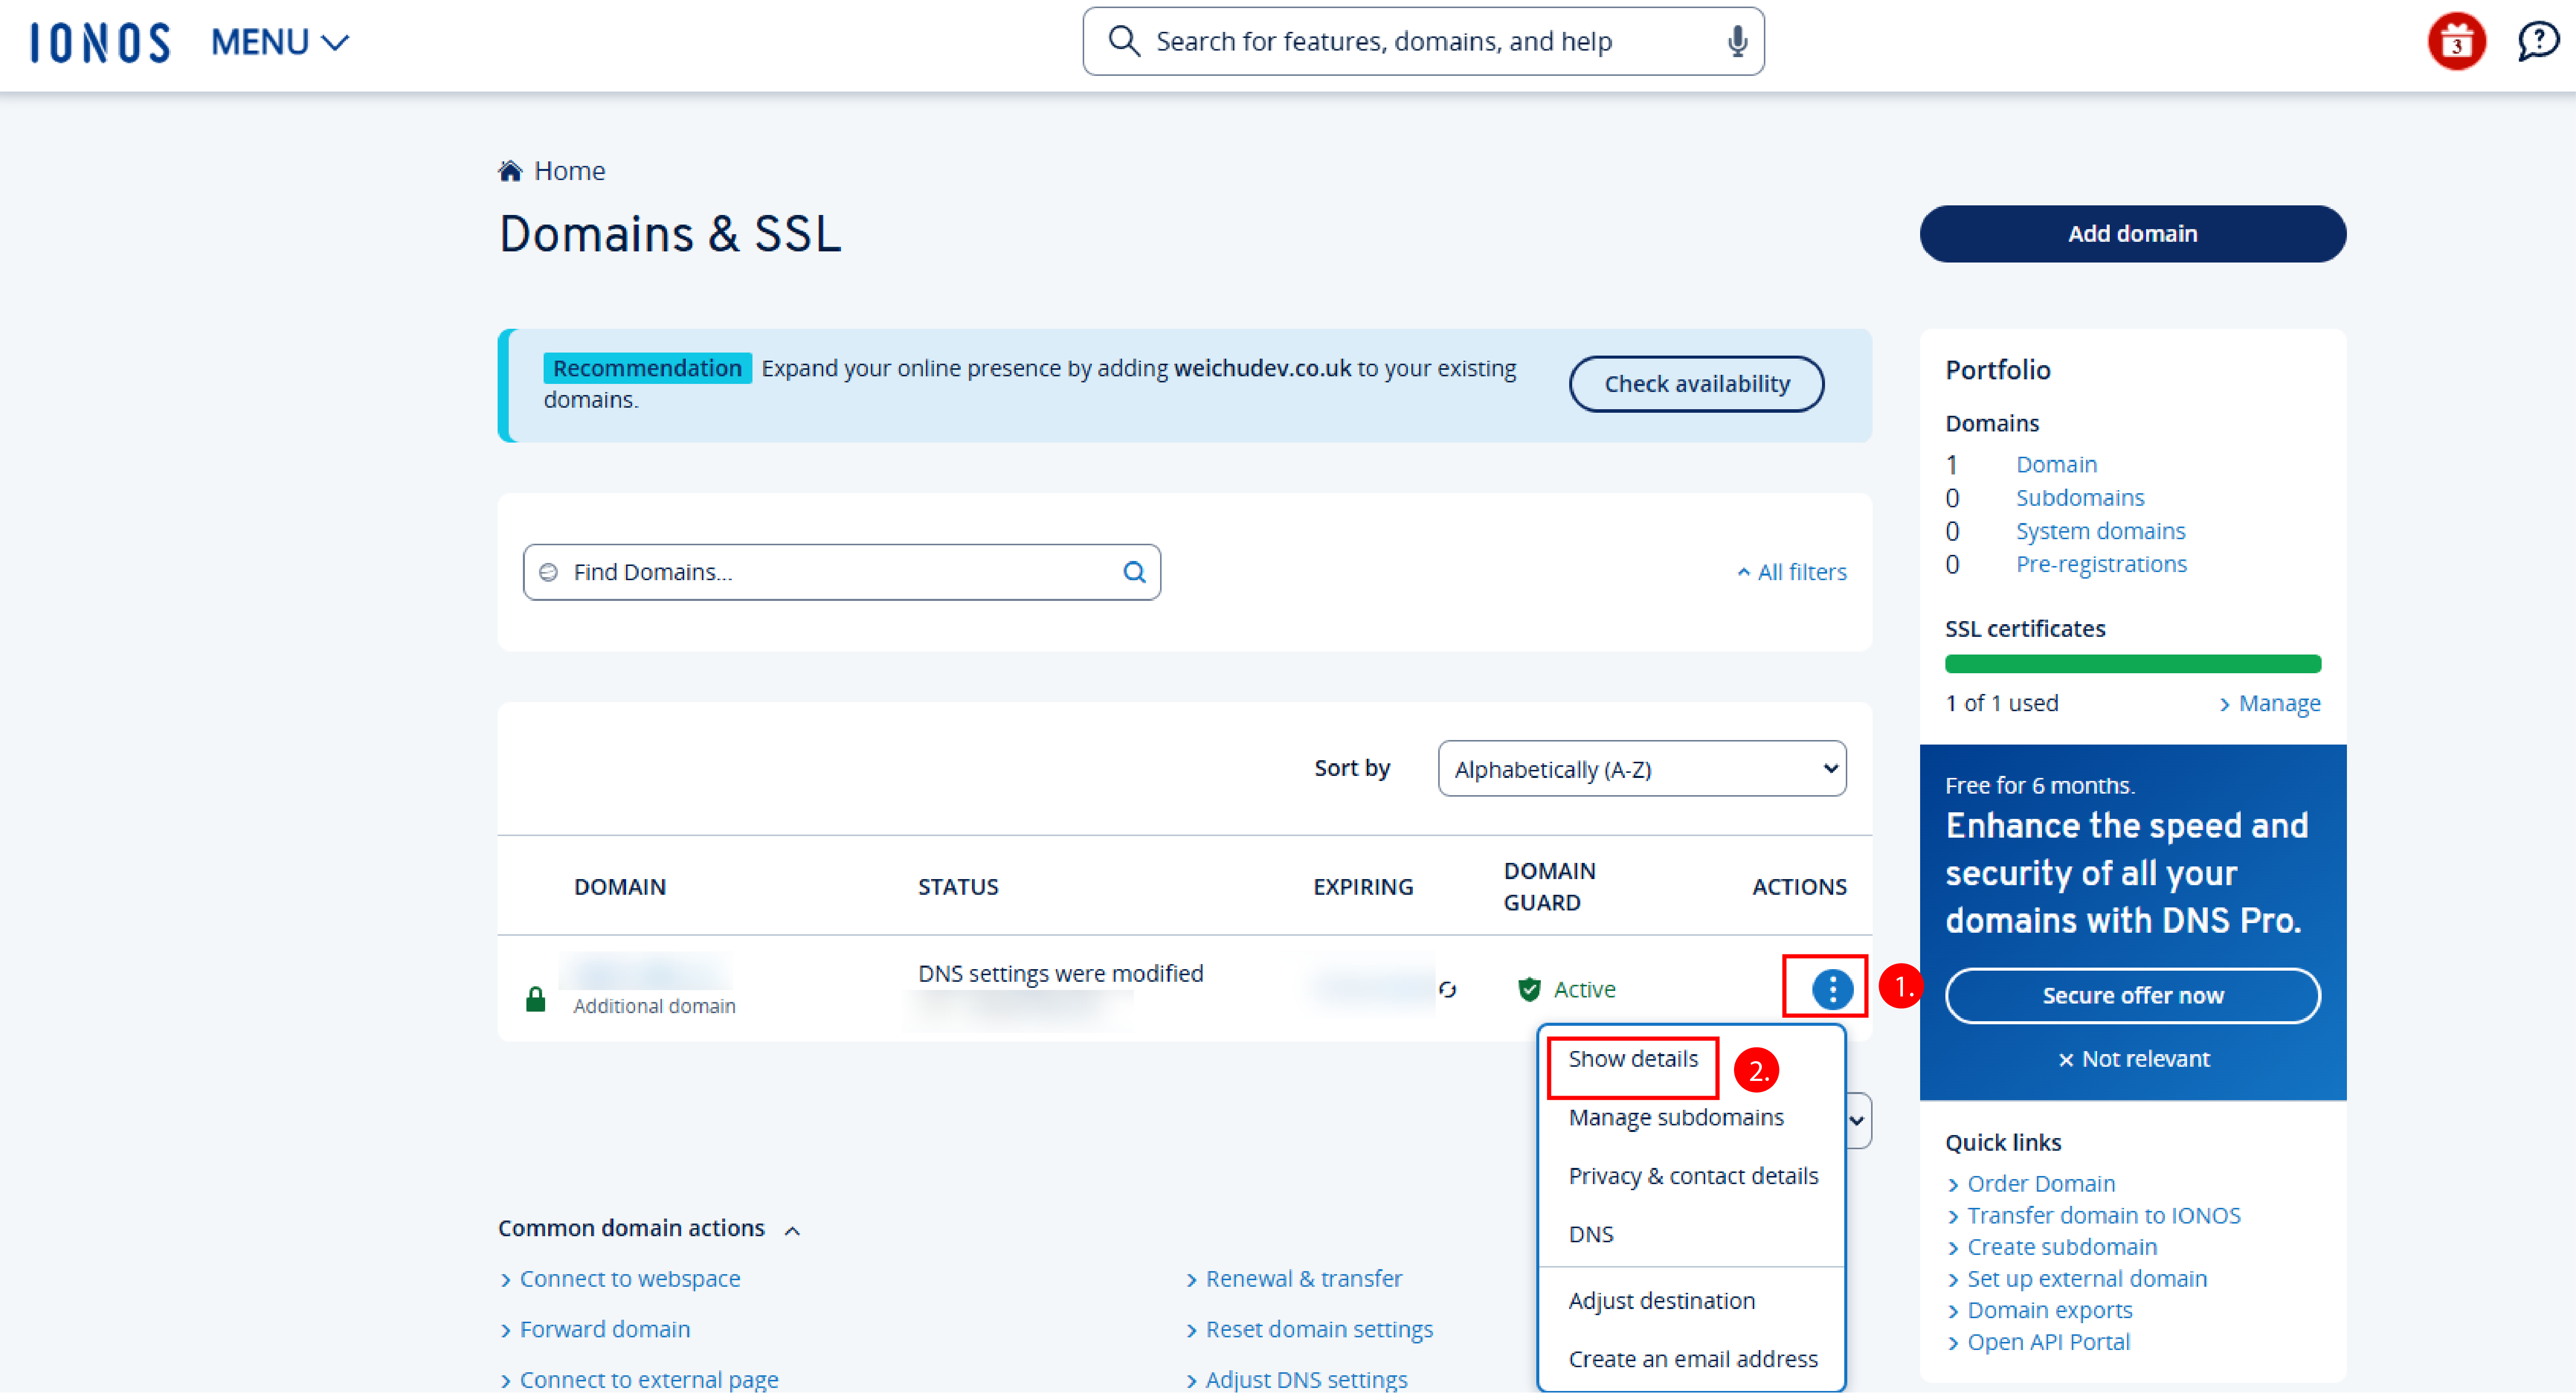 IONOS MENU
Search for features, domains, and help
3
?
Home
Domains & SSL
Add domain
Recommendation Expand your online presence by adding weichudev.co.uk to your existing
domains.
Check availability
Find Domains...
All filters
Sort by
Alphabetically (A-Z)
DOMAIN
STATUS
EXPIRING
DOMAIN
GUARD
ACTIONS
DNS settings were modified
Additional domain
Active
1.
Show details
2.
Manage subdomains
Privacy & contact details
DNS
Adjust destination
Create an email address
Common domain actions
Connect to webspace
Forward domain
Connect to external page
Renewal & transfer
Reset domain settings
Adjust DNS settings
Portfolio
Domains
1 Domain
0 Subdomains
0 System domains
0 Pre-registrations
SSL certificates
1 of 1 used
Manage
Free for 6 months.
Enhance the speed and
security of all your
domains with DNS Pro.
Secure offer now
Not relevant
Quick links
Order Domain
Transfer domain to IONOS
Create subdomain
Set up external domain
Domain exports
Open API Portal